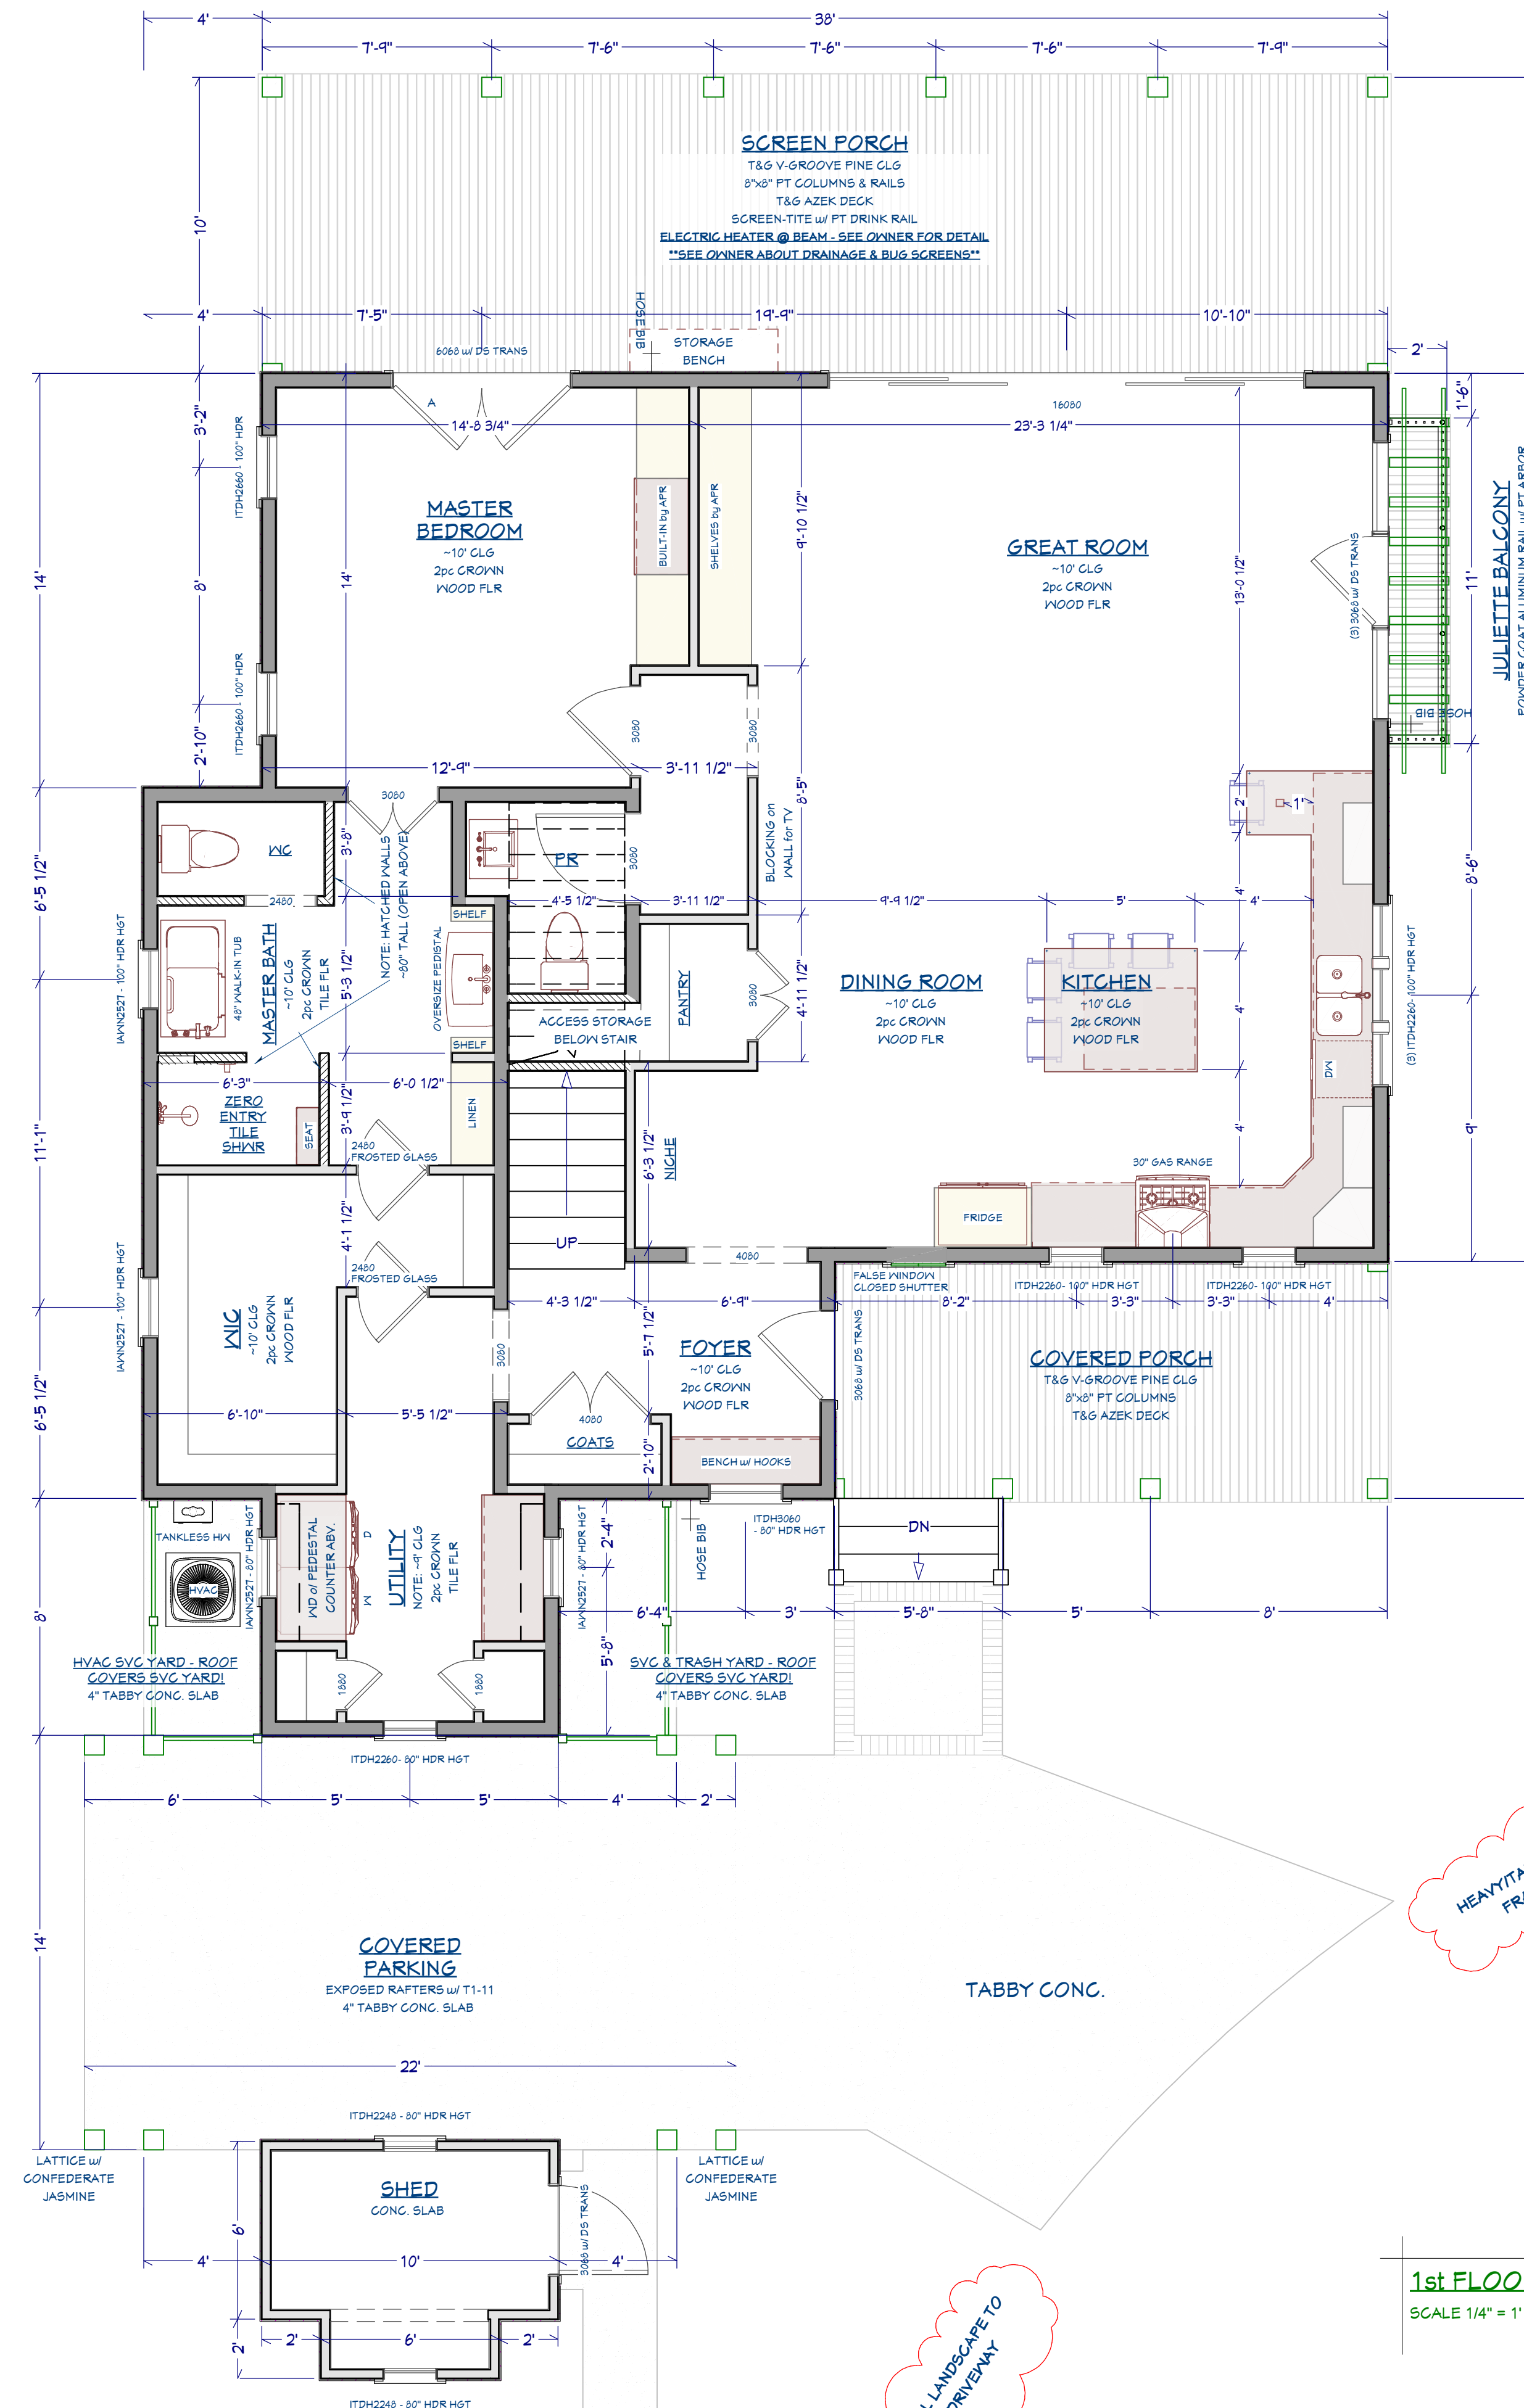 4'
38'
7'-9"
7'-6"
7'-6"
7'-6"
7'-9"
SCREEN PORCH
T&G V-GROOVE PINE CLG
8"x8" PT COLUMNS & RAILS
T&G AZEK DECK
SCREEN-TITE w/ PT DRINK RAIL
ELECTRIC HEATER @ BEAM - SEE OWNER FOR DETAIL
**SEE OWNER ABOUT DRAINAGE & BUG SCREENS**
10'
4'
7'-5"
19'-9"
10'-10"
HOSE BIB
STORAGE
BENCH
6068 w/ DS TRANS
2'
1'-6"
3'-2"
ITDH2660 - 100" HDR
A
14'-8 3/4"
23'-3 1/4"
16080
MASTER
BEDROOM
~10' CLG
2pc CROWN
WOOD FLR
BUILT-IN by APR
SHELVES by APR
9'-10 1/2"
GREAT ROOM
~10' CLG
2pc CROWN
WOOD FLR
13'-0 1/2"
(3) 3068 w/ DS TRANS
11'
JULIETTE BALCONY
POWDER COAT ALUMINUM RAIL w/ PT ARBOR
HOSE BIB
14'
8'
14'
ITDH2660 - 100" HDR
2'-10"
3080
3080
12'-9"
3'-11 1/2"
8'-5"
BLOCKING on
WALL for TV
2'
1'
3080
WC
2480
3'-8"
NOTE: HATCHED WALLS
~80" TALL (OPEN ABOVE)
PR
3080
4'-5 1/2"
3'-11 1/2"
9'-9 1/2"
5'
4'
4'
8'-6"
6'-5 1/2"
IAWN2527 - 100" HDR HGT
48" WALK-IN TUB
MASTER BATH
~10' CLG
2pc CROWN
TILE FLR
5'-3 1/2"
SHELF
OVERSIZE PEDISTAL
SHELF
PANTRY
3080
4'-11 1/2"
ACCESS STORAGE
BELOW STAIR
DINING ROOM
~10' CLG
2pc CROWN
WOOD FLR
KITCHEN
~10' CLG
2pc CROWN
WOOD FLR
4'
(3) ITDH2260- 100" HDR HGT
DW
6'-3"
6'-0 1/2"
ZERO
ENTRY
TILE
SHWR
SEAT
3'-9 1/2"
LINEN
2480
FROSTED GLASS
11'-1"
6'-3 1/2"
NICHE
4'
9'
30" GAS RANGE
FRIDGE
UP
4'-1 1/2"
2480
FROSTED GLASS
4080
FALSE WINDOW
CLOSED SHUTTER
ITDH2260- 100" HDR HGT
ITDH2260- 100" HDR HGT
4'-3 1/2"
6'-9"
8'-2"
3'-3"
3'-3"
4'
IAWN2527 - 100" HDR HGT
WIC
~10' CLG
2pc CROWN
WOOD FLR
3080
5'-7 1/2"
FOYER
~10' CLG
2pc CROWN
WOOD FLR
3068 w/ DS TRANS
COVERED PORCH
T&G V-GROOVE PINE CLG
8"x8" PT COLUMNS
T&G AZEK DECK
6'-5 1/2"
6'-10"
5'-5 1/2"
4080
COATS
2'-10"
BENCH w/ HOOKS
TANKLESS HW
HVAC
IAWN2527 - 80" HDR HGT
WD o/ PEDESTAL
COUNTER ABV.
D
W
UTILITY
NOTE: ~9' CLG
2pc CROWN
TILE FLR
IAWN2527 - 80" HDR HGT
2'-4"
HOSE BIB
ITDH3060
- 80" HDR HGT
DN
8'
6'-4"
3'
5'-8"
5'
8'
5'-8"
HVAC SVC YARD - ROOF
COVERS SVC YARD!
4" TABBY CONC. SLAB
1880
1880
SVC & TRASH YARD - ROOF
COVERS SVC YARD!
4" TABBY CONC. SLAB
ITDH2260- 80" HDR HGT
6'
5'
5'
4'
2'
14'
COVERED
PARKING
EXPOSED RAFTERS w/ T1-11
4" TABBY CONC. SLAB
TABBY CONC.
22'
ITDH2248 - 80" HDR HGT
LATTICE w/
CONFEDERATE
JASMINE
LATTICE w/
CONFEDERATE
JASMINE
SHED
CONC. SLAB
3068 w/ DS TRANS
6'
4'
10'
4'
2'
2'
6'
2'
ITDH2248 - 80" HDR HGT
LANDSCAPE TO
DRIVEWAY
1st FLOO
SCALE 1/4" = 1'